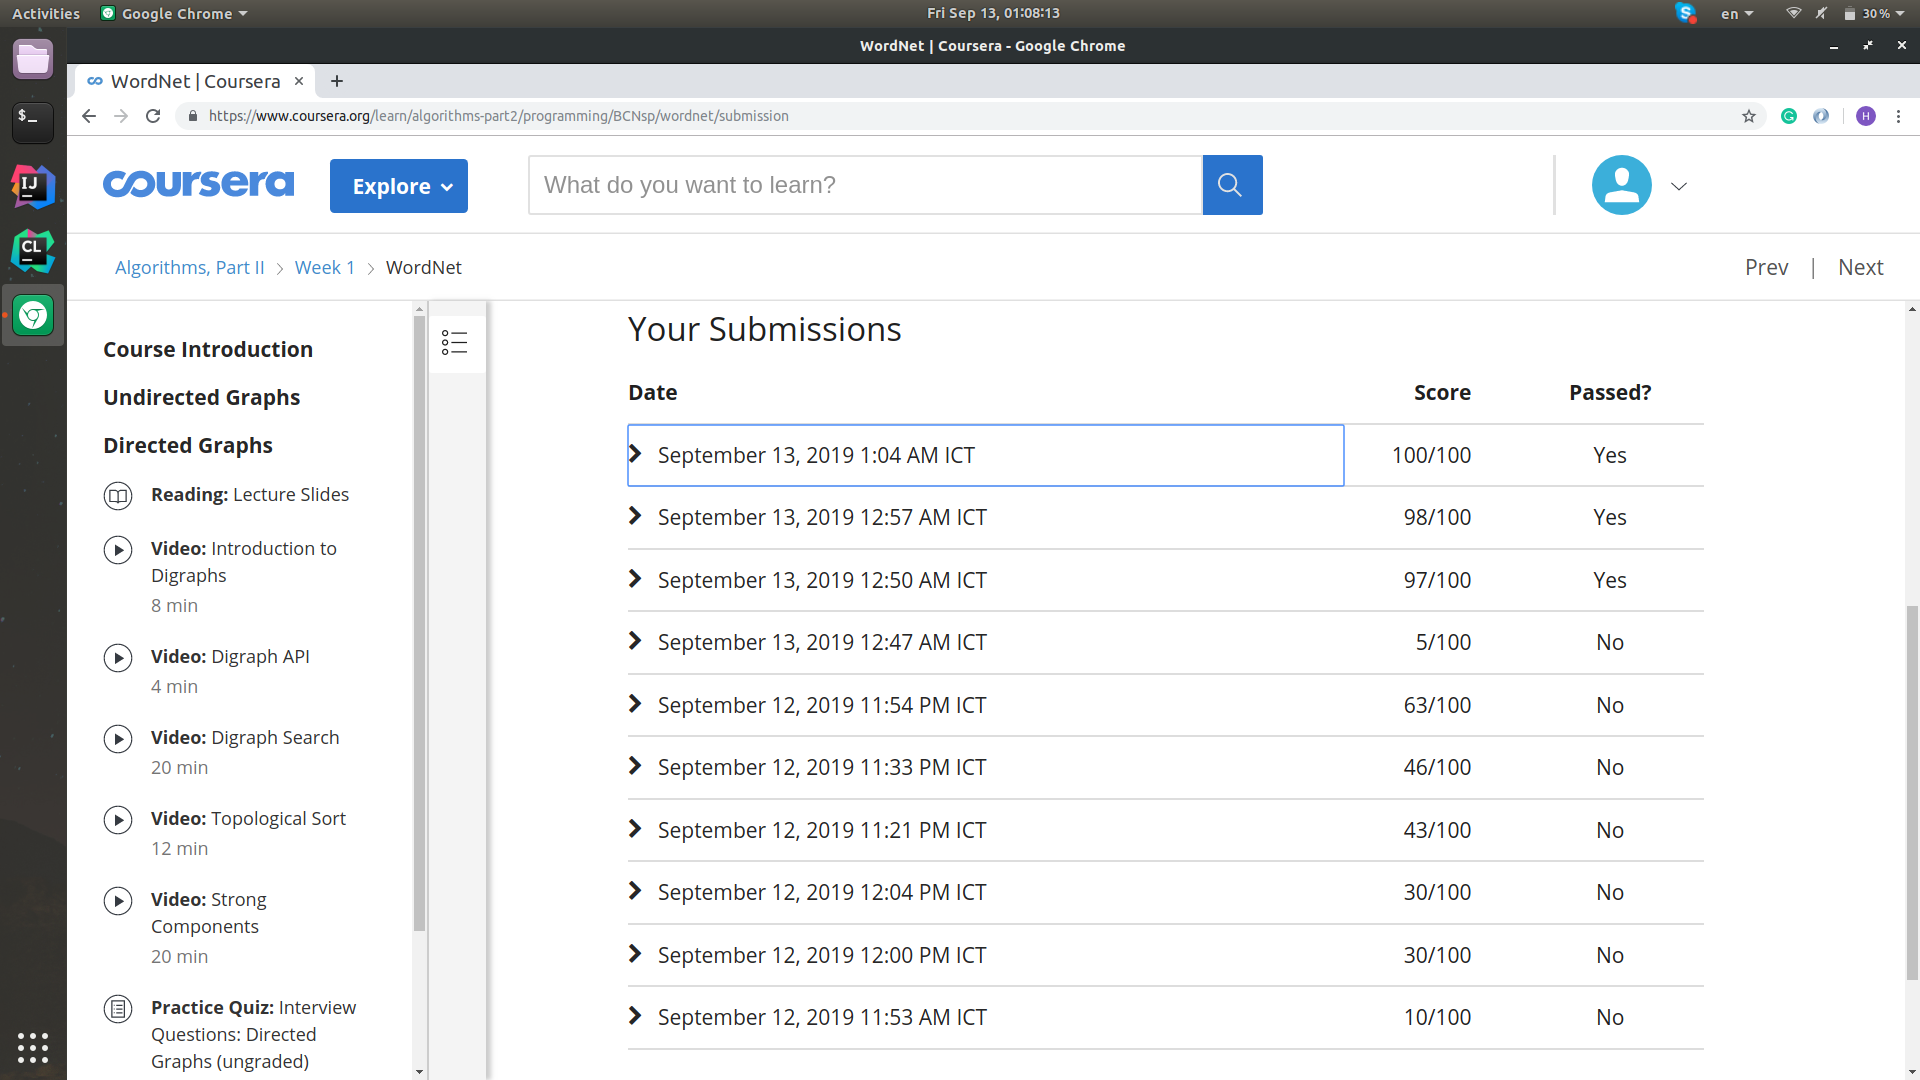 Activities
Google Chrome
Fri Sep 13, 01:08:13
en
30%
WordNet | Coursera - Google Chrome
WordNet | Coursera
https://www.coursera.org/learn/algorithms-part2/programming/BCNsp/wordnet/submission
H
coursera
Explore
What do you want to learn?
Algorithms, Part II
Week 1
WordNet
Prev | Next
$_
IJ
CL
Course Introduction
Undirected Graphs
Directed Graphs
Reading: Lecture Slides
Video: Introduction to
Digraphs
8 min
Video: Digraph API
4 min
Video: Digraph Search
20 min
Video: Topological Sort
12 min
Video: Strong
Components
20 min
Practice Quiz: Interview
Questions: Directed
Graphs (ungraded)
Your Submissions
Date Score Passed?
September 13, 2019 1:04 AM ICT 100/100 Yes
September 13, 2019 12:57 AM ICT 98/100 Yes
September 13, 2019 12:50 AM ICT 97/100 Yes
September 13, 2019 12:47 AM ICT 5/100 No
September 12, 2019 11:54 PM ICT 63/100 No
September 12, 2019 11:33 PM ICT 46/100 No
September 12, 2019 11:21 PM ICT 43/100 No
September 12, 2019 12:04 PM ICT 30/100 No
September 12, 2019 12:00 PM ICT 30/100 No
September 12, 2019 11:53 AM ICT 10/100 No